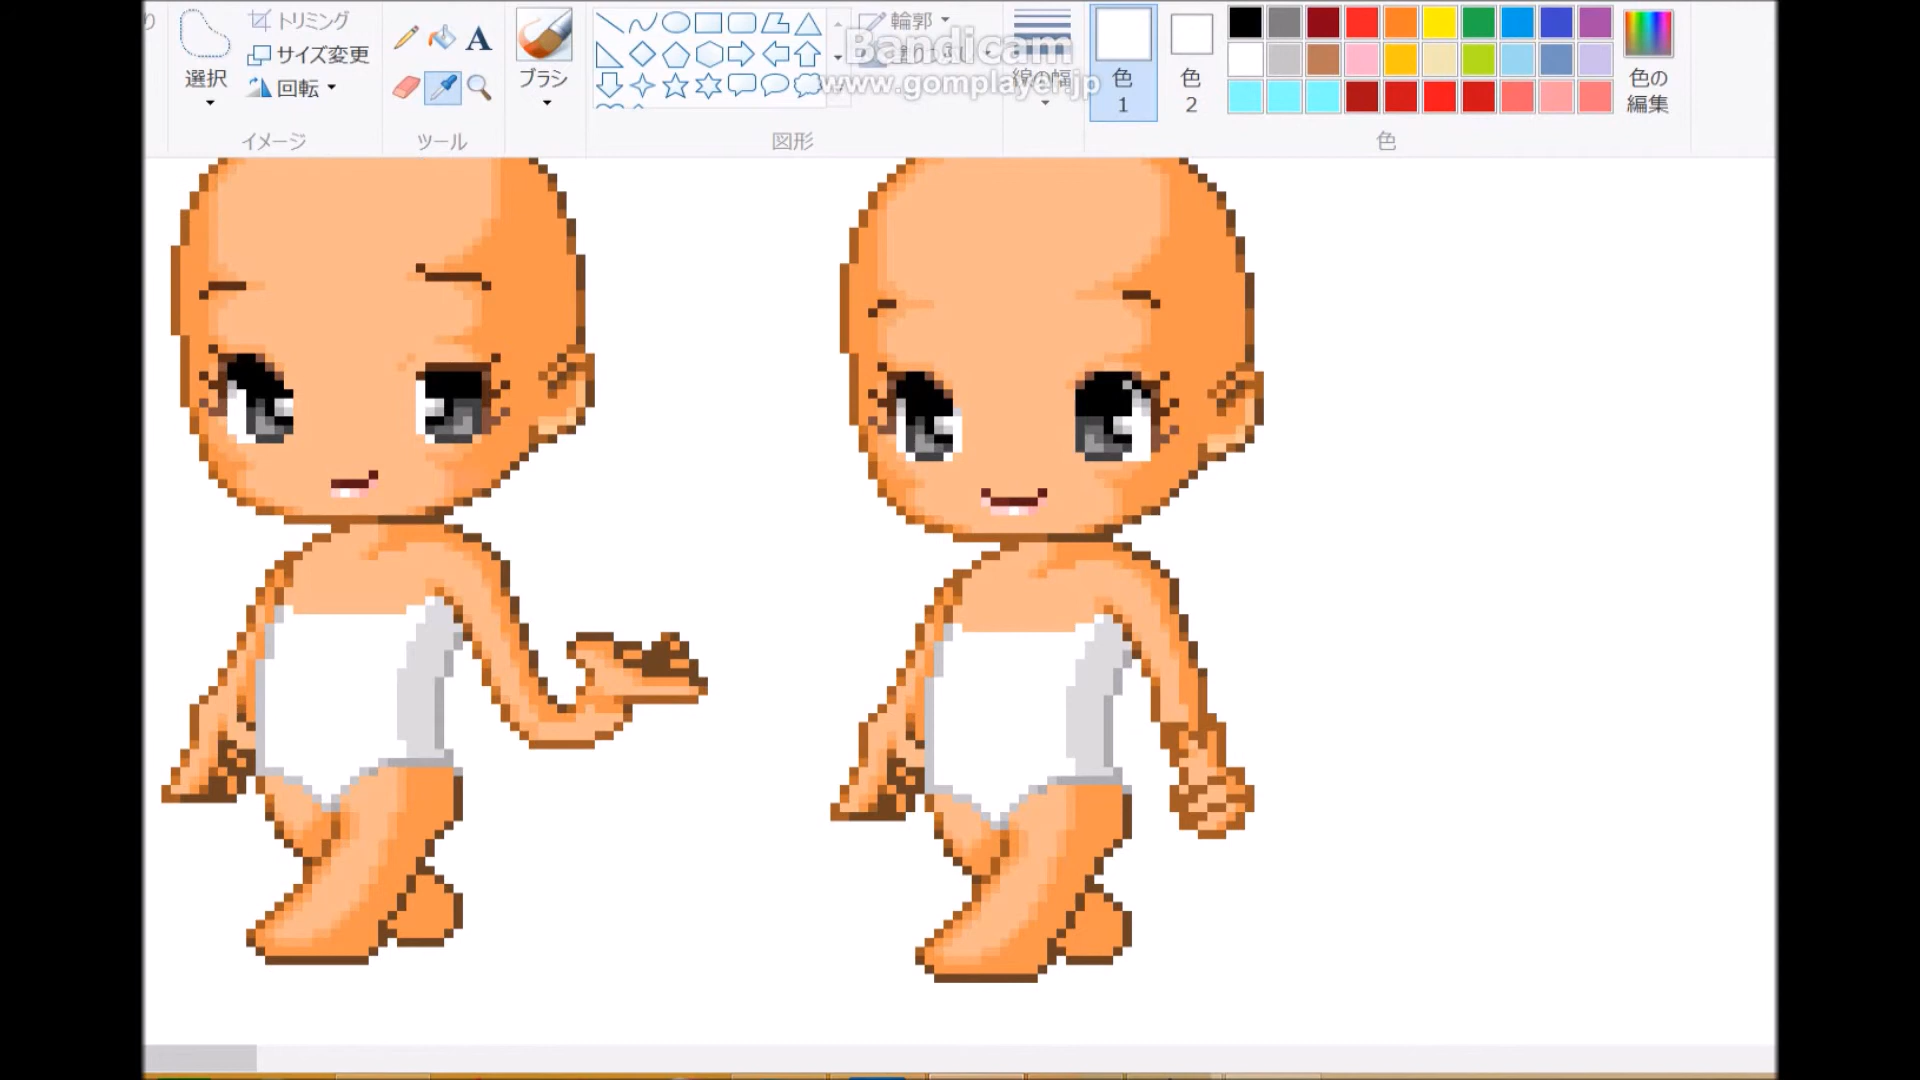 り
選択
トリミング
サイズ変更
回転
イメージ
A
ツール
ブラシ
輪郭
図形
Bandicam
www.gomplayer.jp
色
1
色
2
色の
編集
色